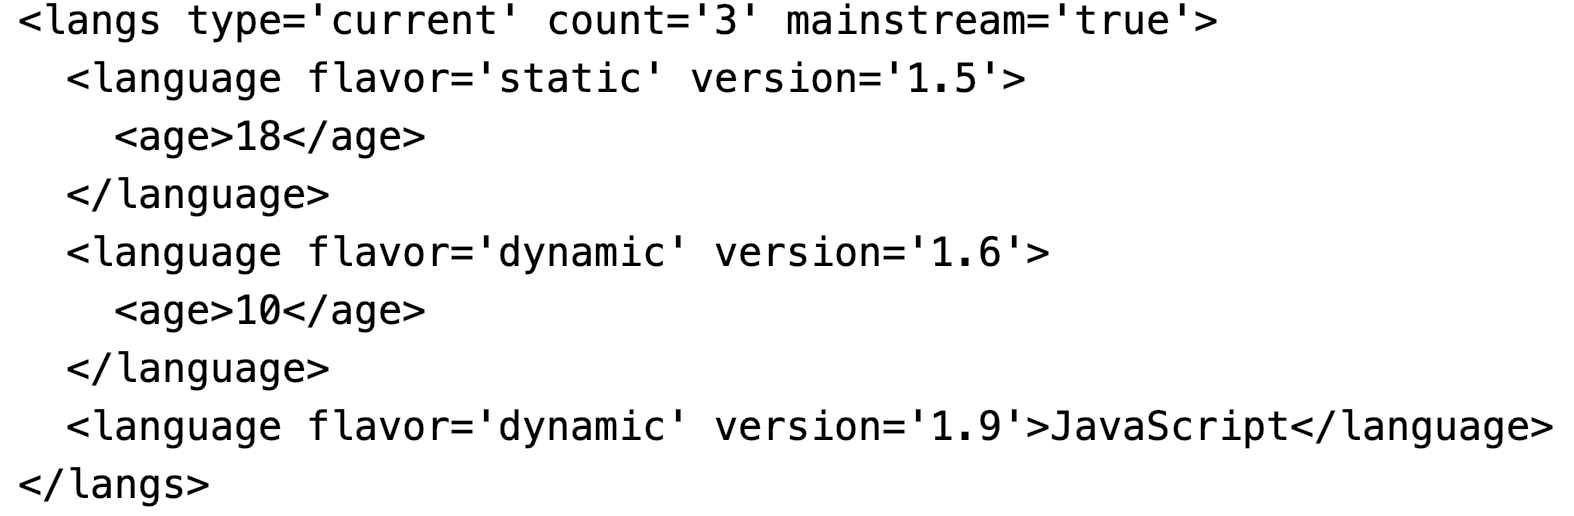 <langs type='current' count='3' mainstream='true'>
  <language flavor='static' version='1.5'>
    <age>18</age>
  </language>
  <language flavor='dynamic' version='1.6'>
    <age>10</age>
  </language>
  <language flavor='dynamic' version='1.9'>JavaScript</language>
</langs>